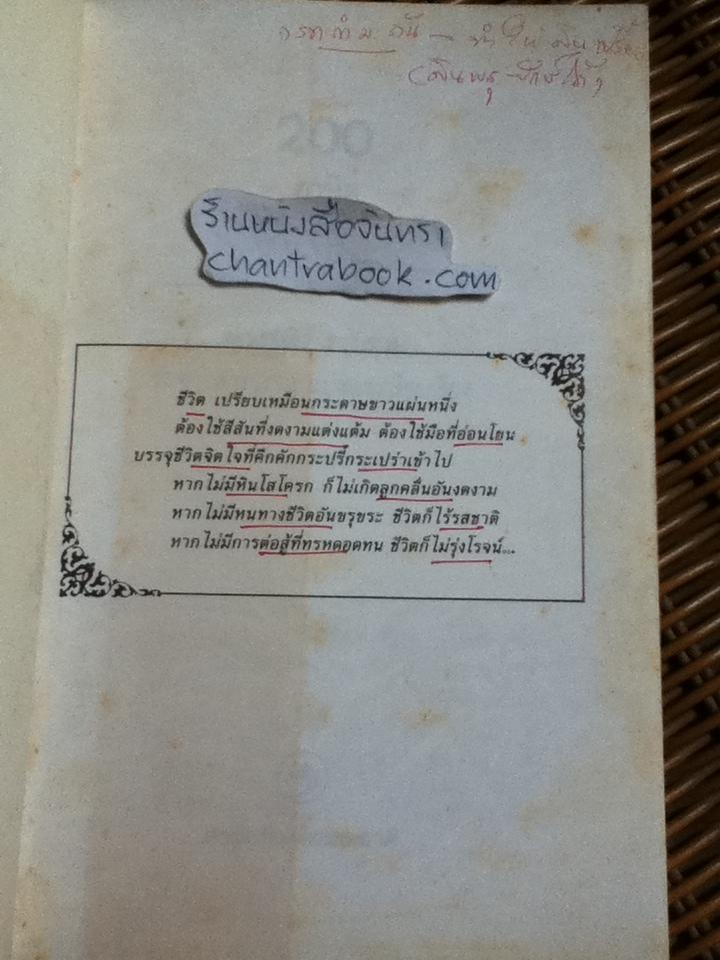 200
ร้านหนังสือจันทรา
chantrabook.com
ชีวิต เปรียบเหมือนกระดาษขาวแผ่นหนึ่ง
ต้องใช้สีสันที่งดงามแต่งแต้ม ต้องใช้มือที่อ่อนโยน
บรรจุชีวิตจิตใจที่คึกคักกระปรี้กระเปร่าเข้าไป
หากไม่มีหินโสโครก ก็ไม่เกิดลูกคลื่นอันงดงาม
หากไม่มีหนทางชีวิตอันขรุขระ ชีวิตก็ไร้รสชาติ
หากไม่มีการต่อสู้ที่ทรหดอดทน ชีวิตก็ไม่รุ่งโรจน์...